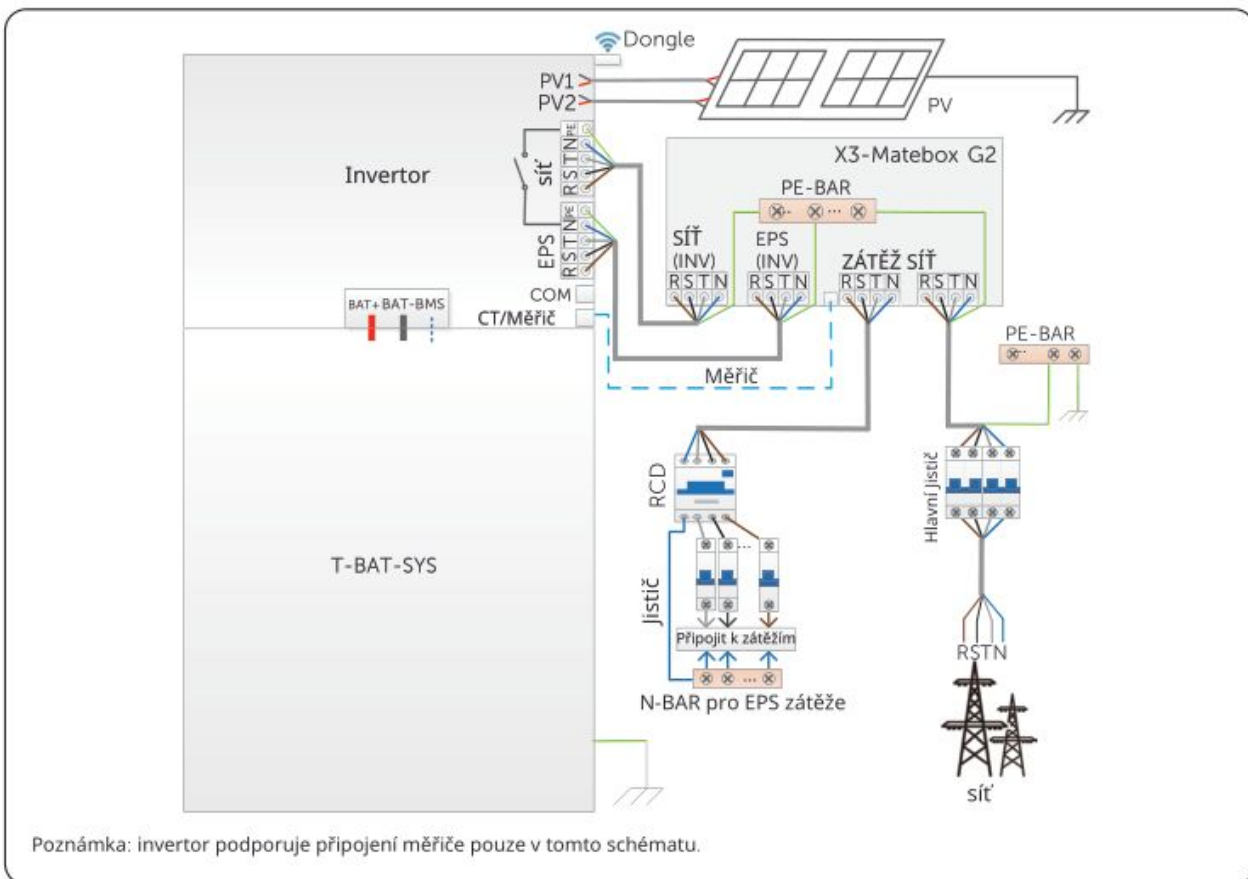 Dongle
PV1
PV2
PV
Invertor
síť
PE
N
T
S
R
EPS
PE
N
T
S
R
X3-Matebox G2
PE-BAR
SÍŤ
(INV)
EPS
(INV)
ZÁTĚŽ SÍŤ
RSTN
RSTN
RSTN
RSTN
COM
BAT+ BAT-BMS
CT/Měřič
Měřič
PE-BAR
RCD
Hlavní Jistič
T-BAT-SYS
Jistič
Připojit k zátěžím
N-BAR pro EPS zátěže
RSTN
síť
Poznámka: invertor podporuje připojení měřiče pouze v tomto schématu.